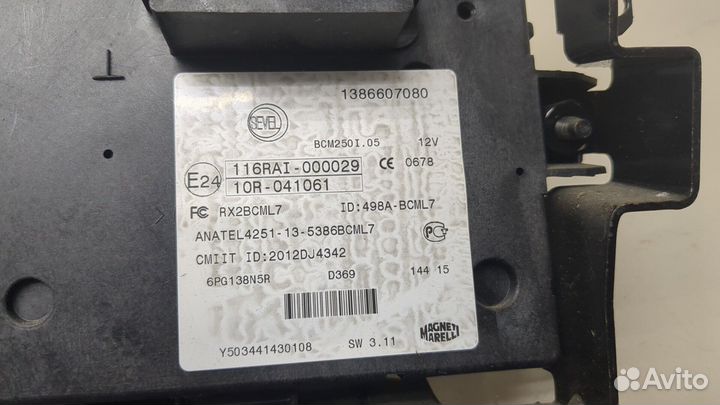 1386607080
SEVEL
BCM250I.05 12V
E24 116RAI-000029 CE 0678
10R-041061
FC RX2BCML7 ID:498A-BCML7
ANATEL4251-13-5386BCML7
CMIIT ID:2012DJ4342
6PG138N5R D369 144 15
Y503441430108 SW 3.11
MAGNETI
MARELLI
Avito